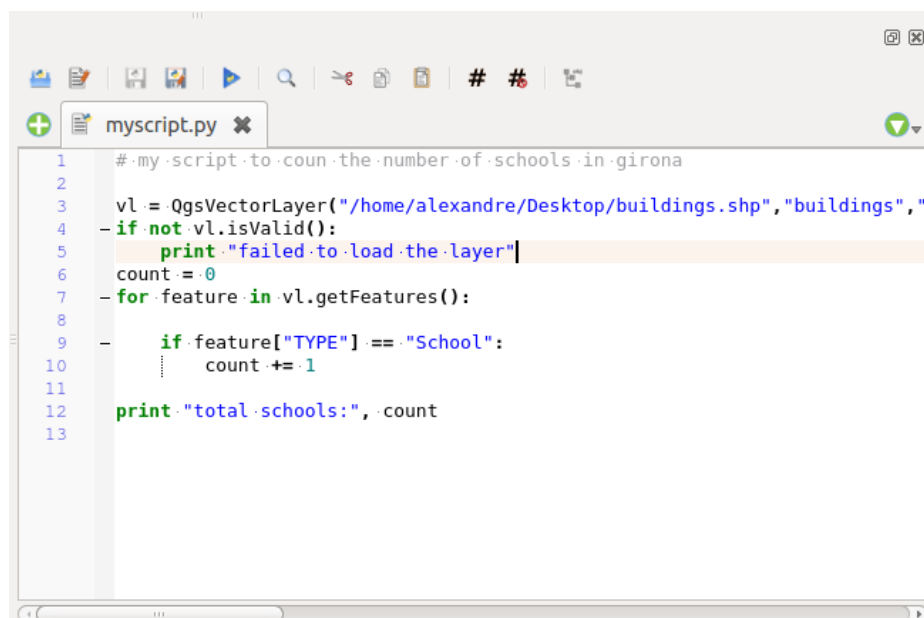 myscript.py
1 # my script to coun the number of schools in girona
2
3 vl = QgsVectorLayer("/home/alexandre/Desktop/buildings.shp","buildings","
4 if not vl.isValid():
5     print "failed to load the layer"
6 count = 0
7 for feature in vl.getFeatures():
8
9     if feature["TYPE"] == "School":
10         count += 1
11
12 print "total schools:", count
13